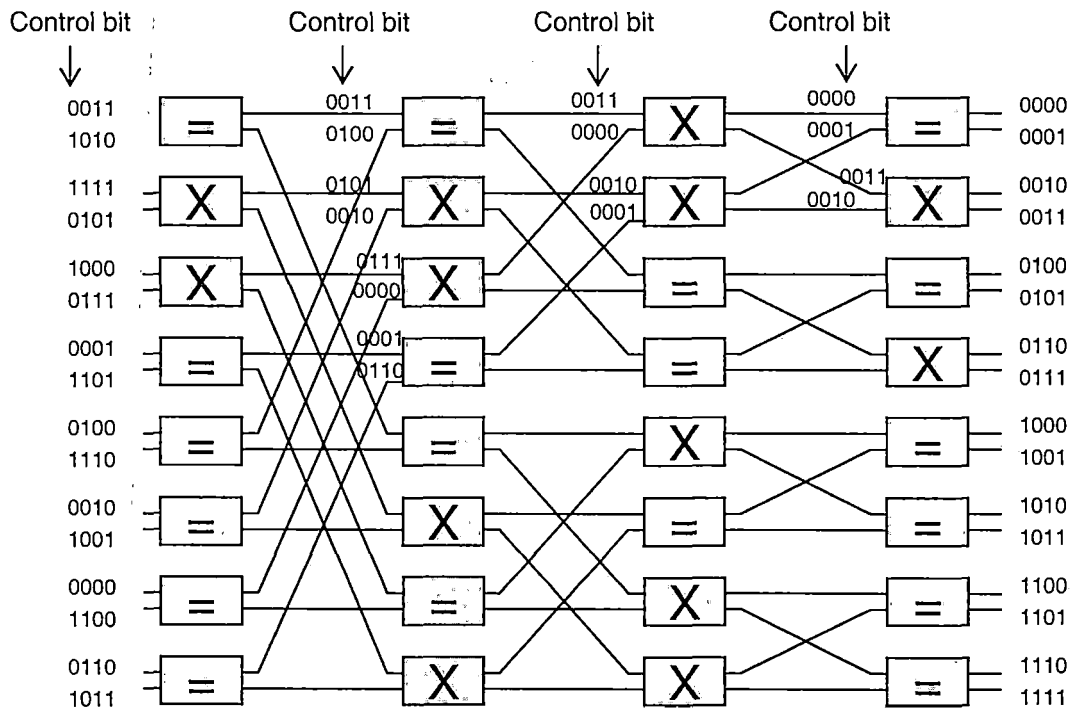 Control bit Control bit Control bit Control bit
0011 = 0011 = 0011 X 0000 = 0000
1010 0100 0000 0001 0001
1111 X 0101 X 0010 X 0011 X 0010
0101 0010 0001 0010 0011
1000 X 0111 X = = 0100
0111 0000 0101
0001 = 0001 = = X 0110
1101 0110 0111
0100 = = X = 1000
1110 1001
0010 = X = = 1010
1001 1011
0000 = = X = 1100
1100 1101
0110 = X X = 1110
1011 1111